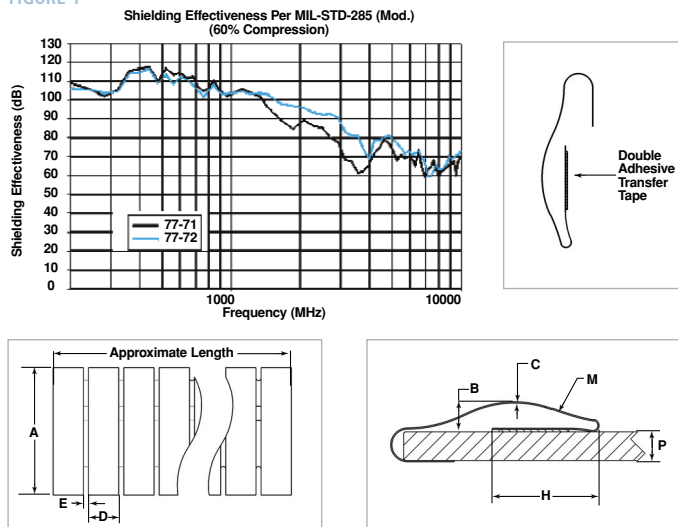 FIGURE 1
Shielding Effectiveness Per MIL-STD-285 (Mod.)
(60% Compression)
Shielding Effectiveness (dB)
130
120
110
100
90
80
70
60
50
40
30
20
10
0
77-71
77-72
1000
10000
Frequency (MHz)
Double
Adhesive
Transfer
Tape
Approximate Length
A
E
D
B
C
M
P
H